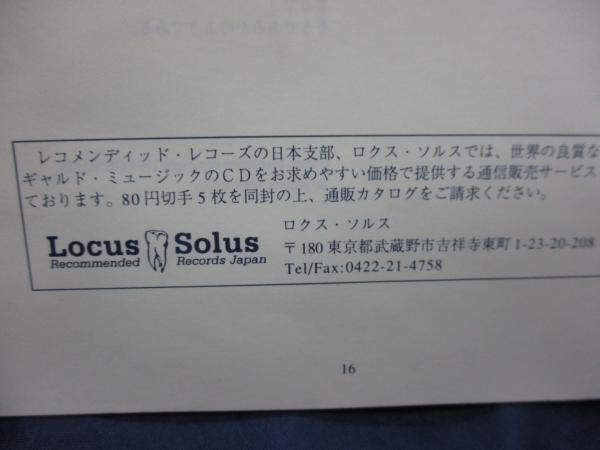 レコメンディッド・レコーズの日本支部、ロクス・ソルスでは、世界の良質な
ギャルド・ミュージックのCDをお求めやすい価格で提供する通信販売サービス
ております。80円切手5枚を同封の上、通販カタログをご請求ください。
Locus Solus
Recommended Records Japan
ロクス・ソルス
〒180 東京都武蔵野市吉祥寺東町1-23-20-208
Tel/Fax:0422-21-4758
16